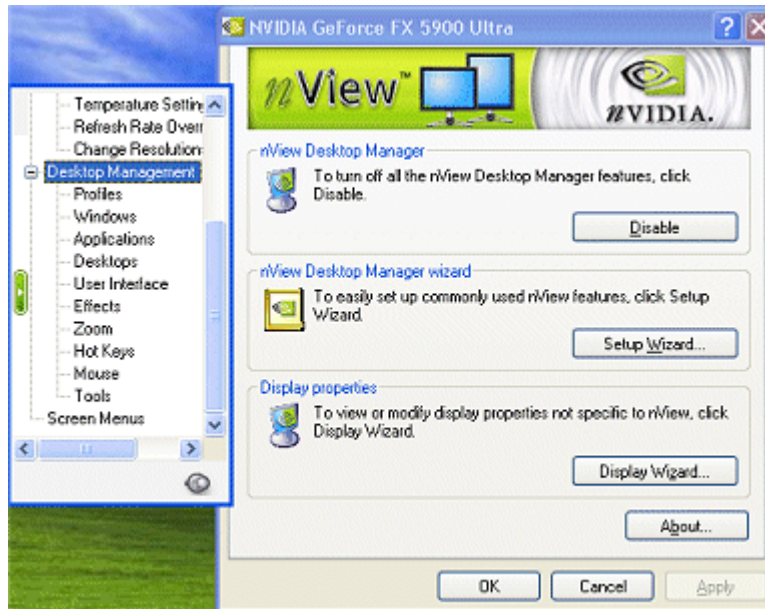 NVIDIA GeForce FX 5900 Ultra
nView™
nVIDIA.
Temperature Setting
Refresh Rate Overr
Change Resolution
Desktop Management
Profiles
Windows
Applications
Desktops
User Interface
Effects
Zoom
Hot Keys
Mouse
Tools
Screen Menus
nView Desktop Manager
To turn off all the nView Desktop Manager features, click
Disable.
Disable
nView Desktop Manager wizard
To easily set up commonly used nView features, click Setup
Wizard.
Setup Wizard...
Display properties
To view or modify display properties not specific to nView, click
Display Wizard.
Display Wizard...
About...
OK
Cancel
Apply